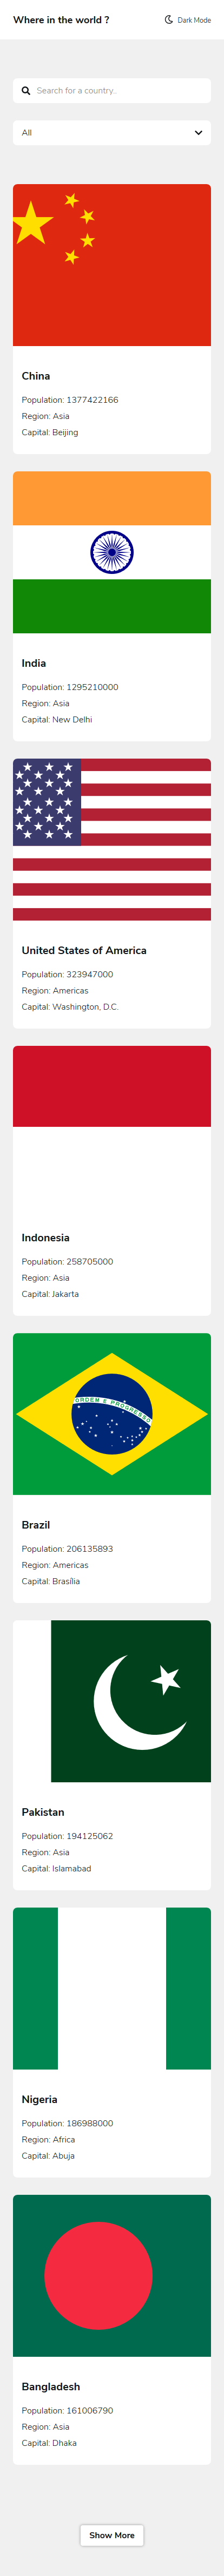 Where in the world ?
Dark Mode
Search for a country..
All
China
Population: 1377422166
Region: Asia
Capital: Beijing
India
Population: 1295210000
Region: Asia
Capital: New Delhi
United States of America
Population: 323947000
Region: Americas
Capital: Washington, D.C.
Indonesia
Population: 258705000
Region: Asia
Capital: Jakarta
ORDEM E PROGRESSO
Brazil
Population: 206135893
Region: Americas
Capital: Brasília
Pakistan
Population: 194125062
Region: Asia
Capital: Islamabad
Nigeria
Population: 186988000
Region: Africa
Capital: Abuja
Bangladesh
Population: 161006790
Region: Asia
Capital: Dhaka
Show More